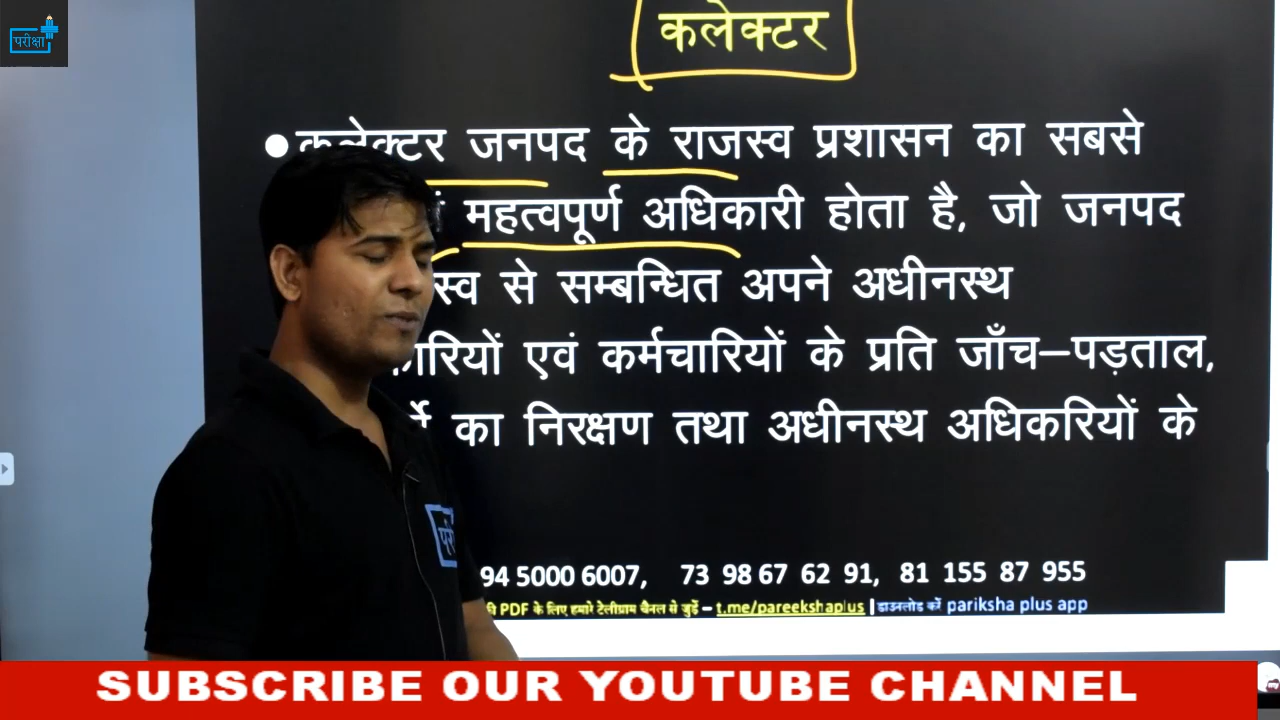 परीक्षा
कलेक्टर
●कलेक्टर जनपद के राजस्व प्रशासन का सबसे
महत्वपूर्ण अधिकारी होता है, जो जनपद
स्व से सम्बन्धित अपने अधीनस्थ
कारियों एवं कर्मचारियों के प्रति जाँच–पड़ताल,
का निरक्षण तथा अधीनस्थ अधिकरियों के
94 5000 6007, 73 98 67 62 91, 81 155 87 955
PDF के लिए हमारे टैलीग्राम चैनल से जुड़ें – t.me/pareekshaplus | डाउनलोड करें pariksha plus app
परी
SUBSCRIBE OUR YOUTUBE CHANNEL